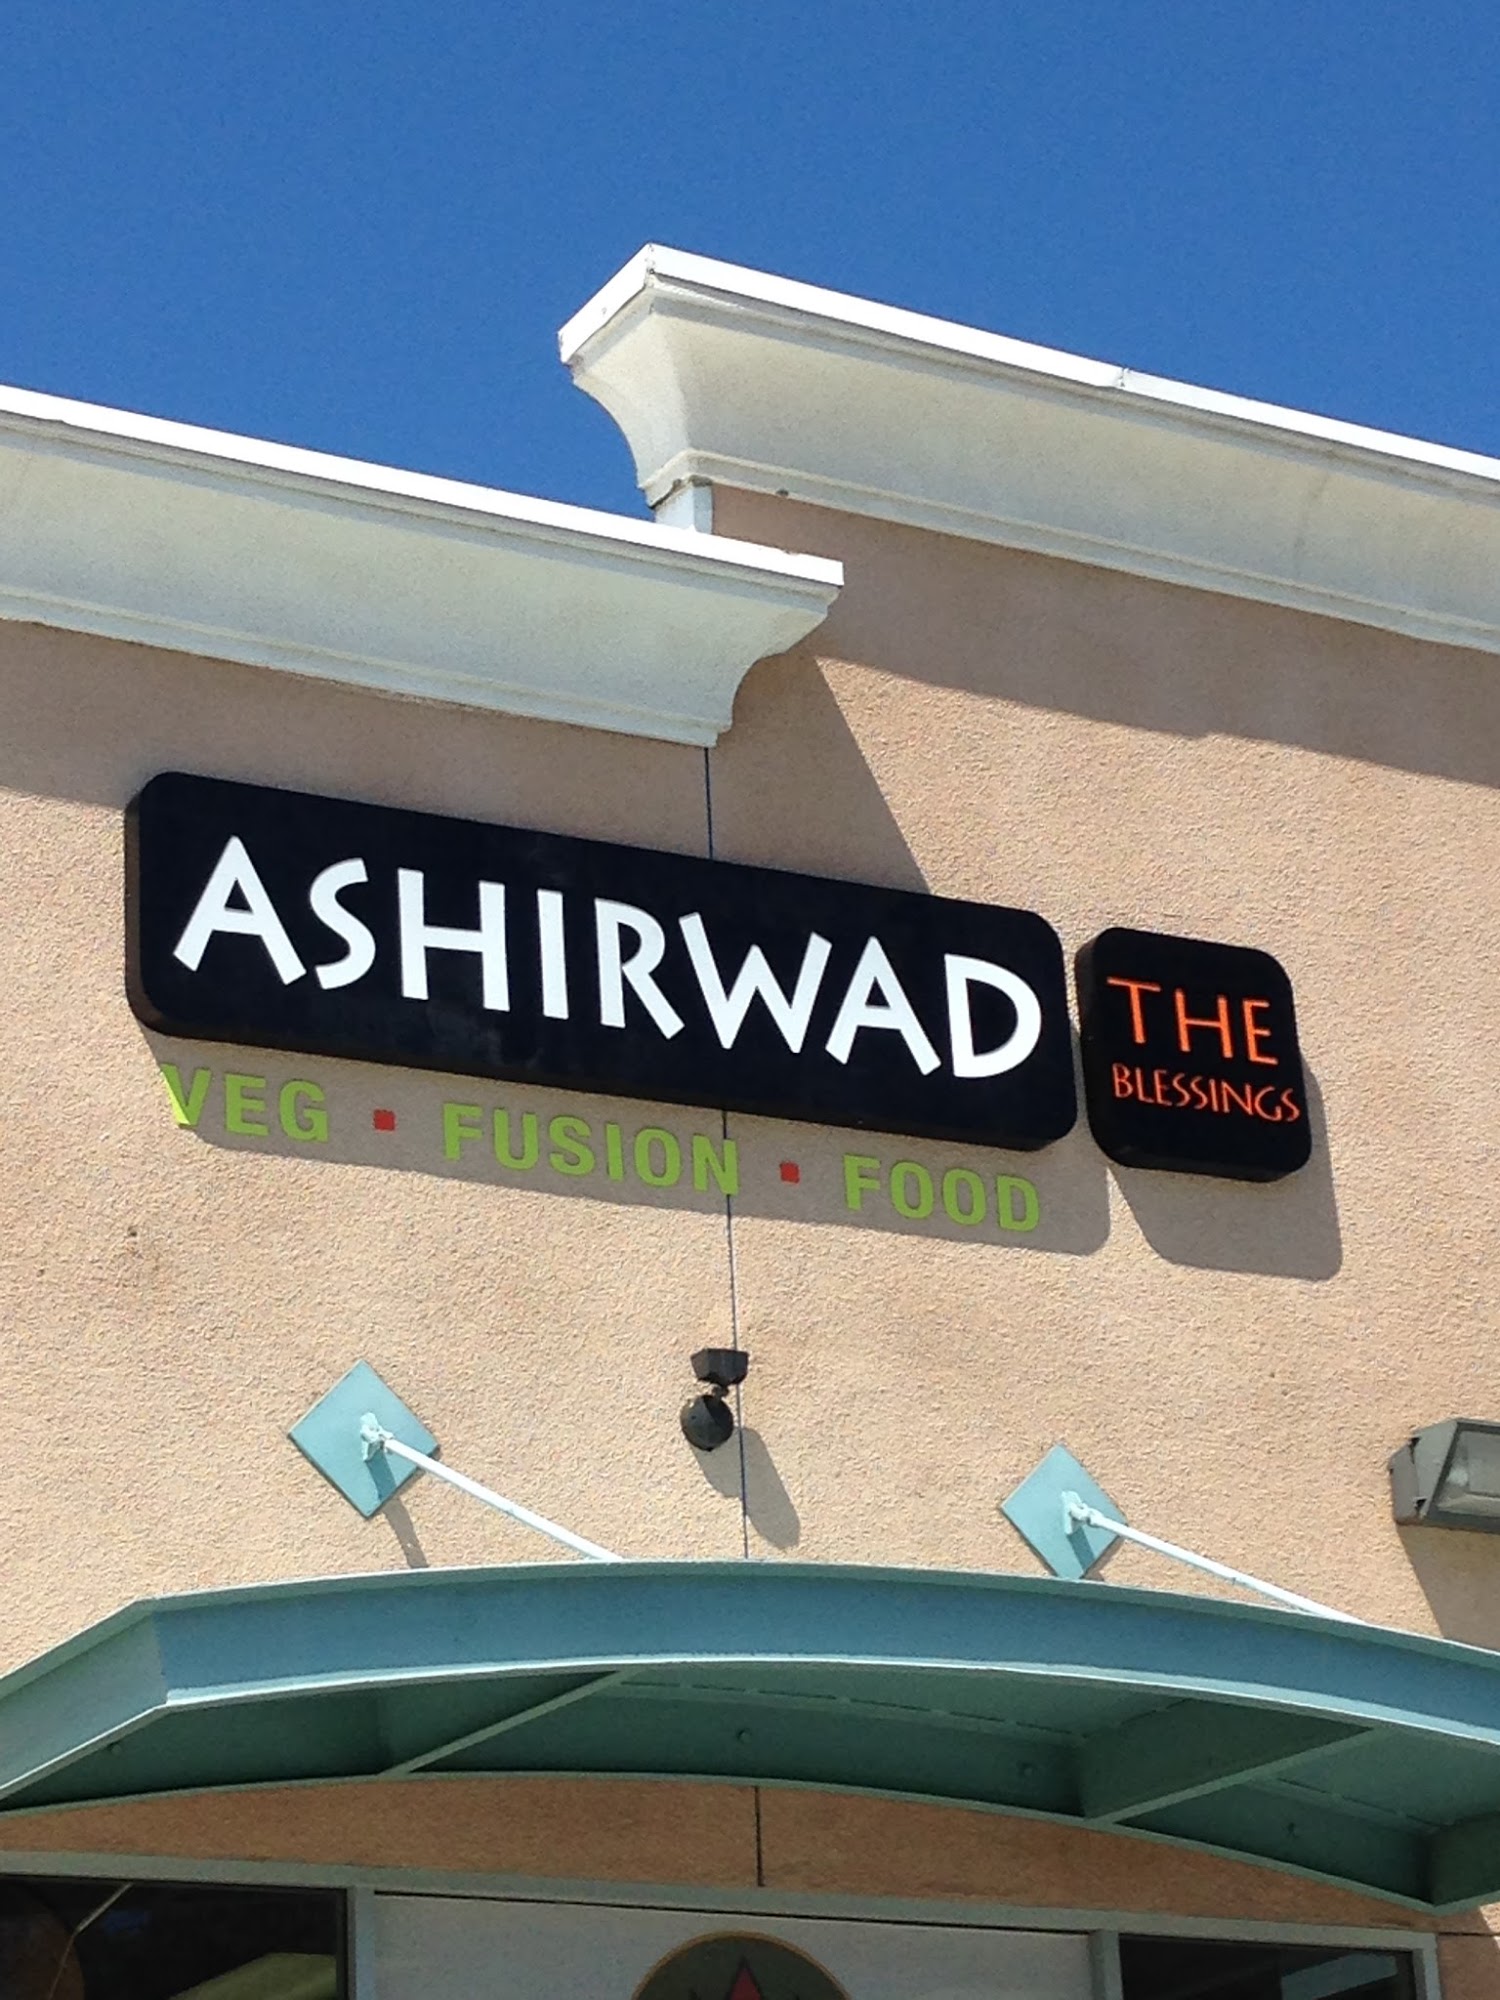 ASHIRWAD
THE
BLESSINGS
VEG ▪ FUSION ▪ FOOD